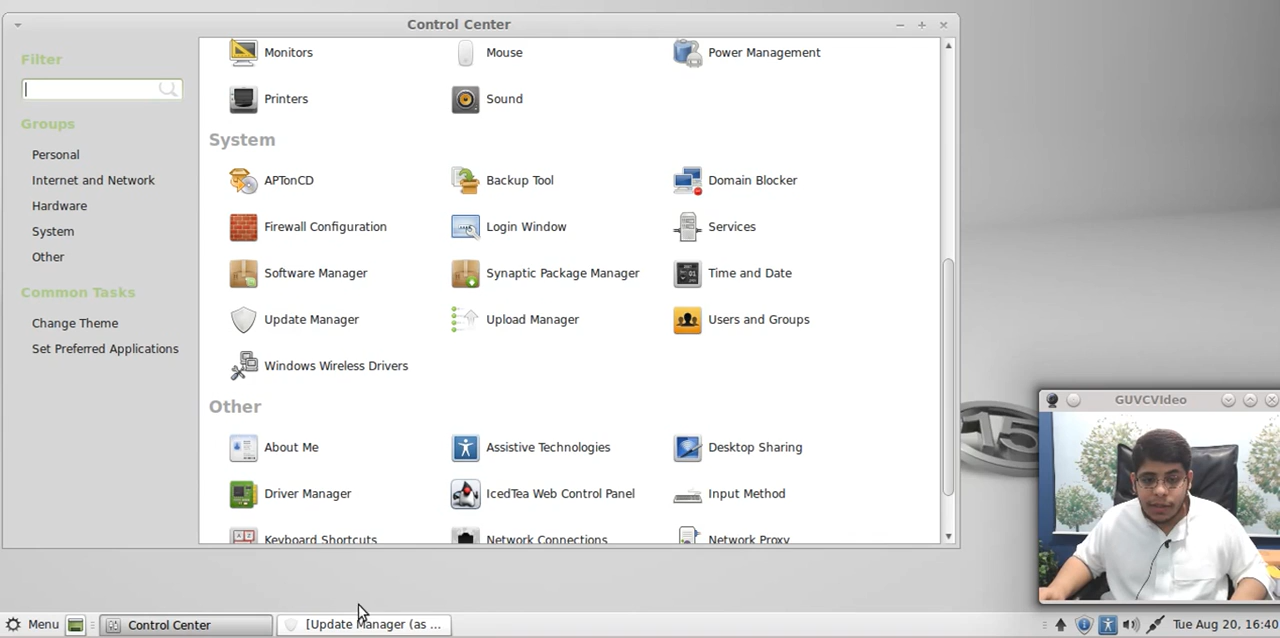 Control Center
Filter
Groups
Personal
Internet and Network
Hardware
System
Other
Common Tasks
Change Theme
Set Preferred Applications
Monitors
Mouse
Power Management
Printers
Sound
System
APTonCD
Backup Tool
Domain Blocker
Firewall Configuration
Login Window
Services
Software Manager
Synaptic Package Manager
Time and Date
Update Manager
Upload Manager
Users and Groups
Windows Wireless Drivers
Other
About Me
Assistive Technologies
Desktop Sharing
Driver Manager
IcedTea Web Control Panel
Input Method
Keyboard Shortcuts
Network Connections
Network Proxy
15
GUVCVIdeo
Menu
Control Center
[Update Manager (as ...
Tue Aug 20, 16:40